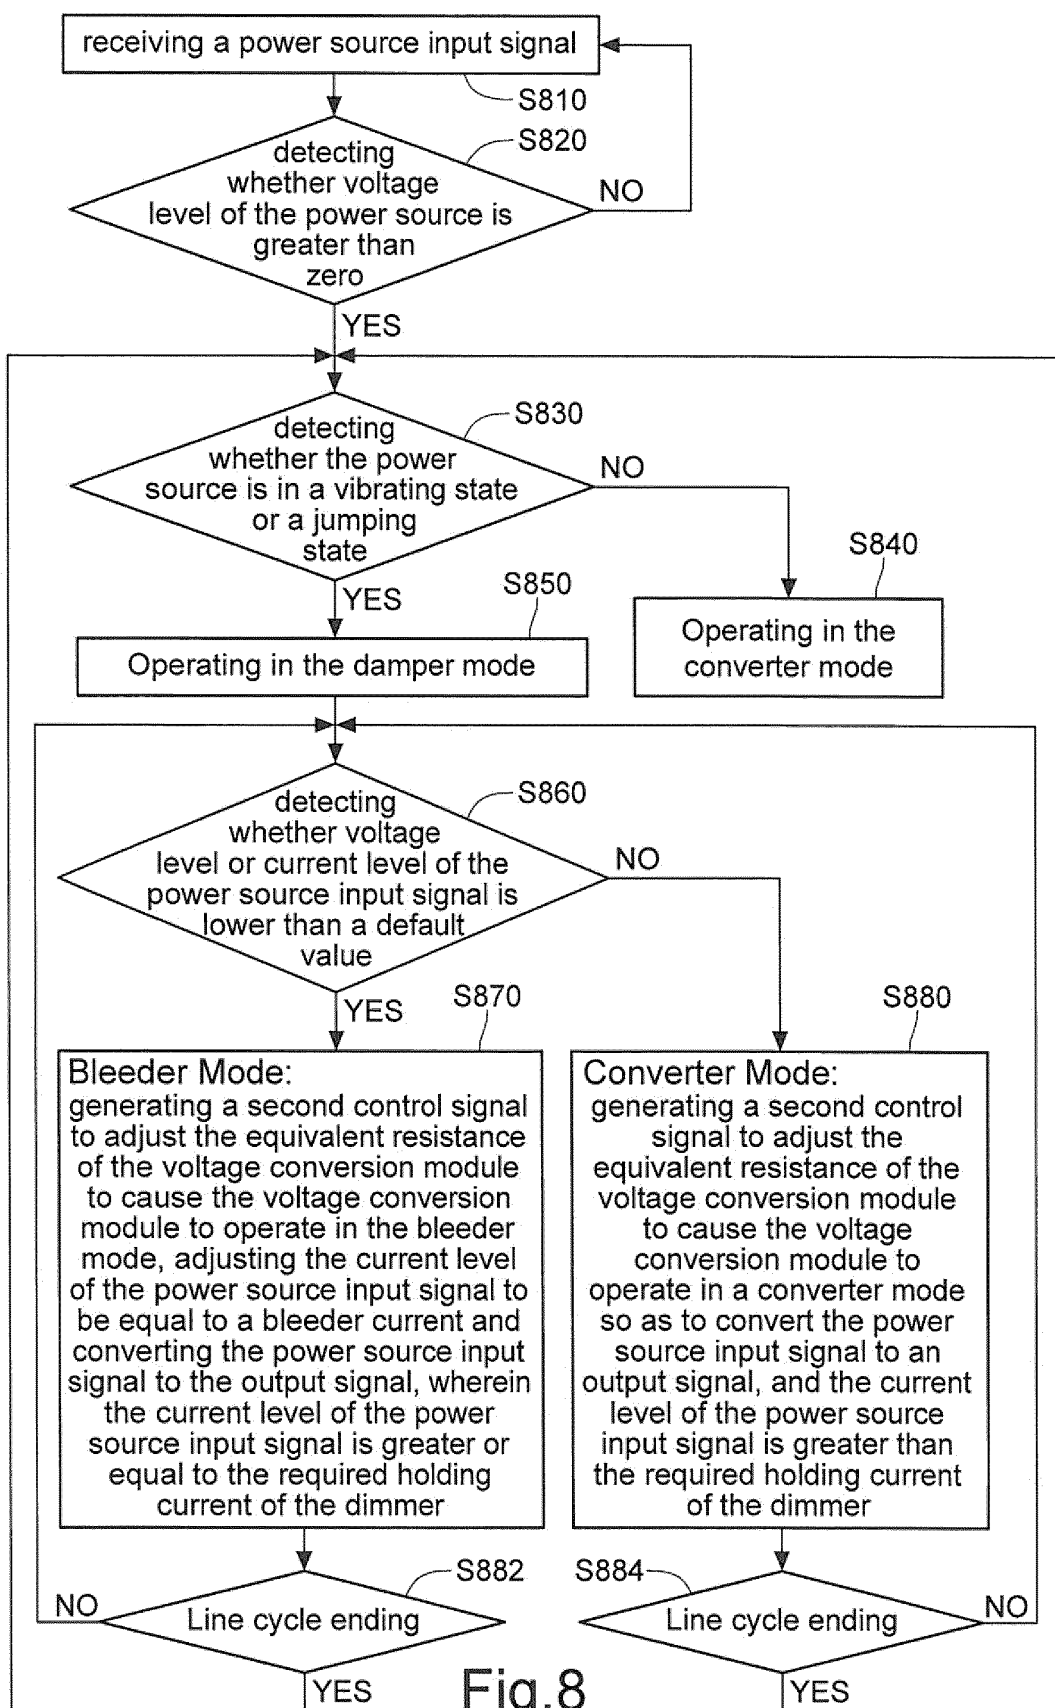 receiving a power source input signal
S810
S820
detecting
whether voltage
level of the power source is
greater than
zero
NO
YES
S830
detecting
whether the power
source is in a vibrating state
or a jumping
state
NO
YES
S840
Operating in the
converter mode
S850
Operating in the damper mode
S860
detecting
whether voltage
level or current level of the
power source input signal is
lower than a default
value
NO
YES
S870
Bleeder Mode:
generating a second control signal
to adjust the equivalent resistance
of the voltage conversion module
to cause the voltage conversion
module to operate in the bleeder
mode, adjusting the current level
of the power source input signal to
be equal to a bleeder current and
converting the power source input
signal to the output signal, wherein
the current level of the power
source input signal is greater or
equal to the required holding
current of the dimmer
S880
Converter Mode:
generating a second control
signal to adjust the
equivalent resistance of the
voltage conversion module
to cause the voltage
conversion module to
operate in a converter mode
so as to convert the power
source input signal to an
output signal, and the current
level of the power source
input signal is greater than
the required holding current
of the dimmer
S882
Line cycle ending
NO
YES
S884
Line cycle ending
NO
YES
Fig.8